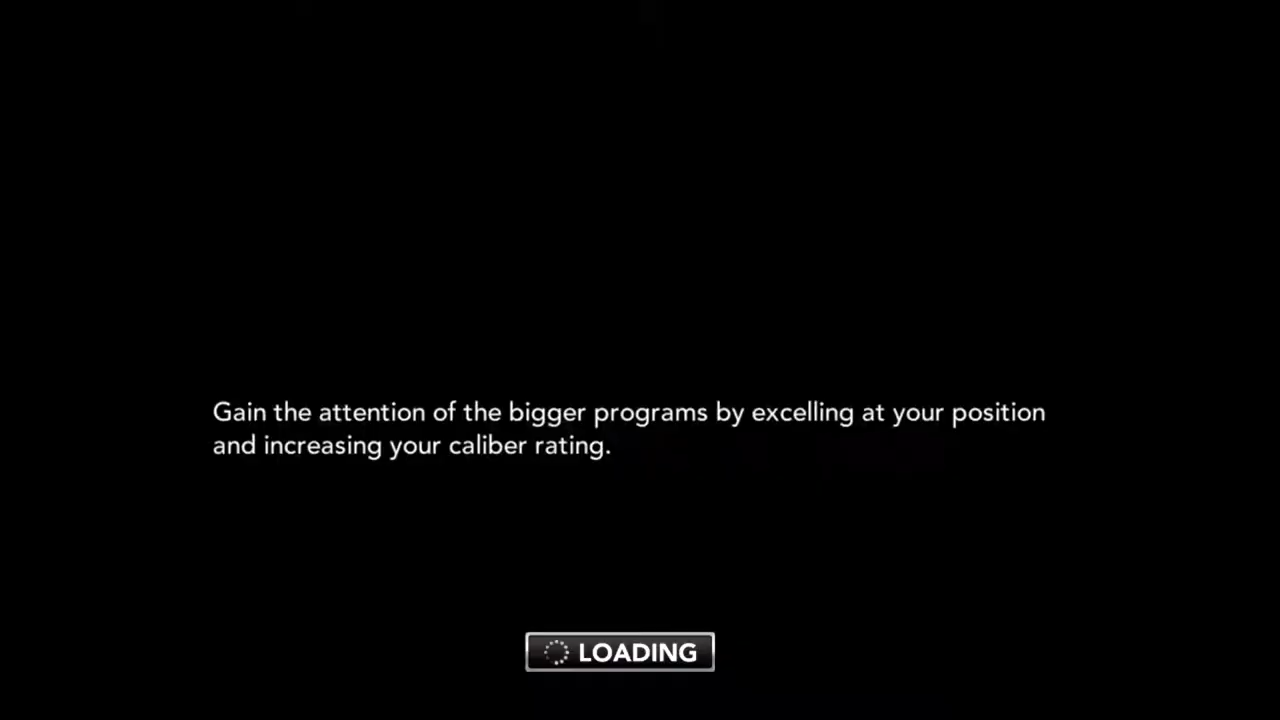 Gain the attention of the bigger programs by excelling at your position
and increasing your caliber rating.
LOADING